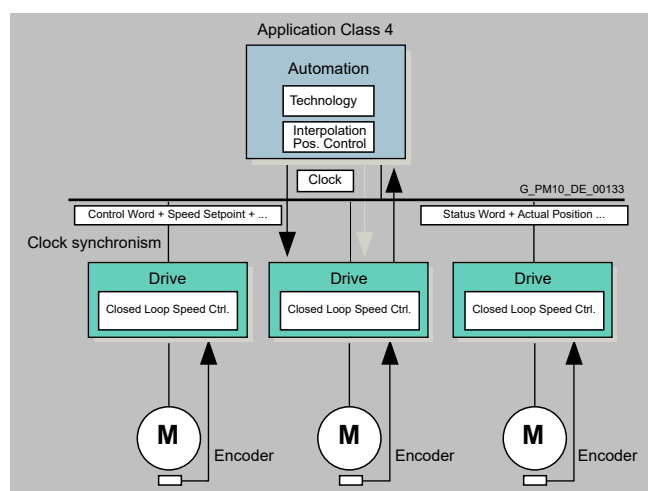 Application Class 4
Automation
Technology
Interpolation
Pos. Control
Clock
G_PM10_DE_00133
Control Word + Speed Setpoint + ...
Status Word + Actual Position ...
Clock synchronism
Drive
Drive
Drive
Closed Loop Speed Ctrl.
Closed Loop Speed Ctrl.
Closed Loop Speed Ctrl.
M
M
M
Encoder
Encoder
Encoder